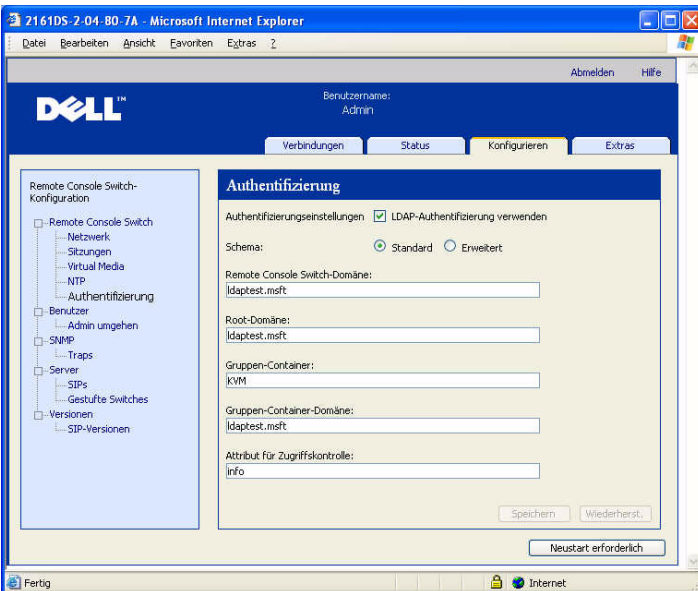 2161DS-2-04-80-7A - Microsoft Internet Explorer
Datei Bearbeiten Ansicht Favoriten Extras ?
Abmelden Hilfe
DELL™
Benutzername:
Admin
Verbindungen Status Konfigurieren Extras
Remote Console Switch-
Konfiguration
Remote Console Switch
Netzwerk
Sitzungen
Virtual Media
NTP
Authentifizierung
Benutzer
Admin umgehen
SNMP
Traps
Server
SIPs
Gestufte Switches
Versionen
SIP-Versionen
Authentifizierung
Authentifizierungseinstellungen LDAP-Authentifizierung verwenden
Schema: Standard Erweitert
Remote Console Switch-Domäne:
ldaptest.msft
Root-Domäne:
ldaptest.msft
Gruppen-Container:
KVM
Gruppen-Container-Domäne:
ldaptest.msft
Attribut für Zugriffskontrolle:
info
Speichern Wiederherst.
Neustart erforderlich
Fertig Internet